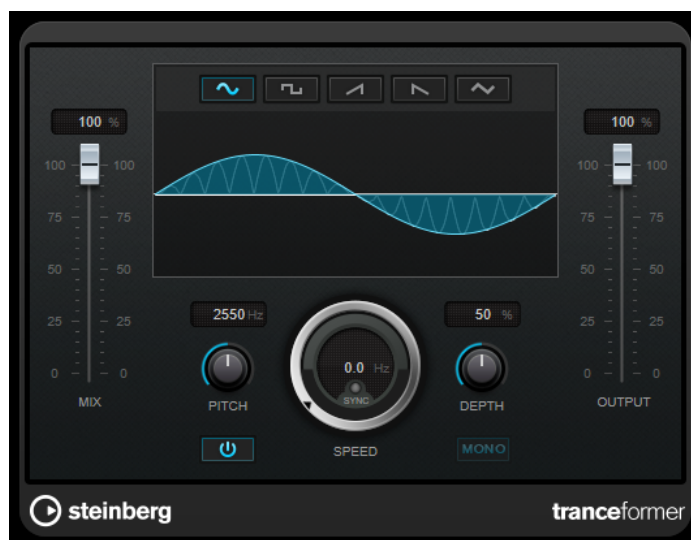 100 %
100 %
100 100
100 100
75 75
75 75
50 50
50 50
25 25
25 25
0 0
0 0
2550 Hz
50 %
0.0 Hz
SYNC
MIX
PITCH
DEPTH
OUTPUT
SPEED
MONO
steinberg
tranceformer